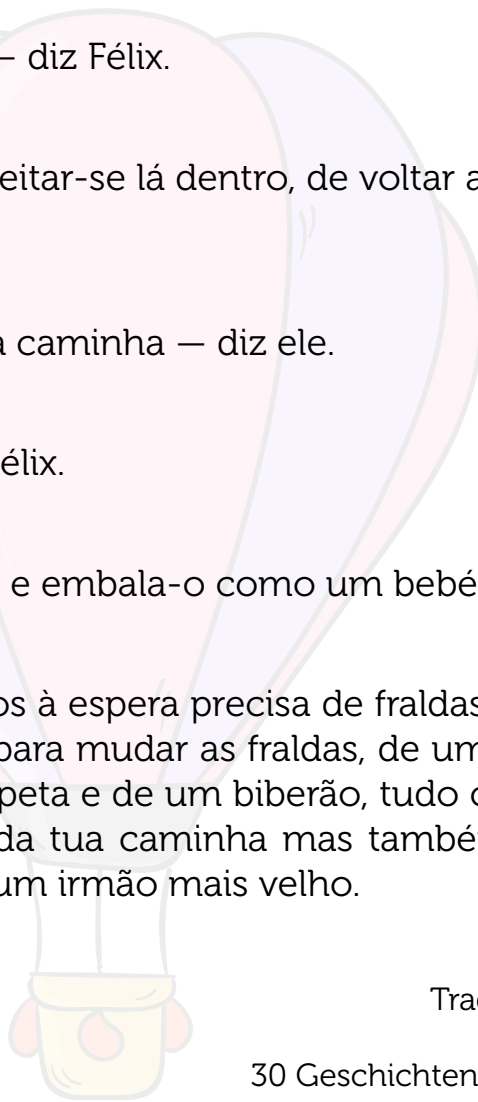 – diz Félix.
eitar-se lá dentro, de voltar a
a caminha — diz ele.
élix.
e embala-o como um bebé
os à espera precisa de fraldas
para mudar as fraldas, de um
peta e de um biberão, tudo
da tua caminha mas també
um irmão mais velho.
Tra
30 Geschichten